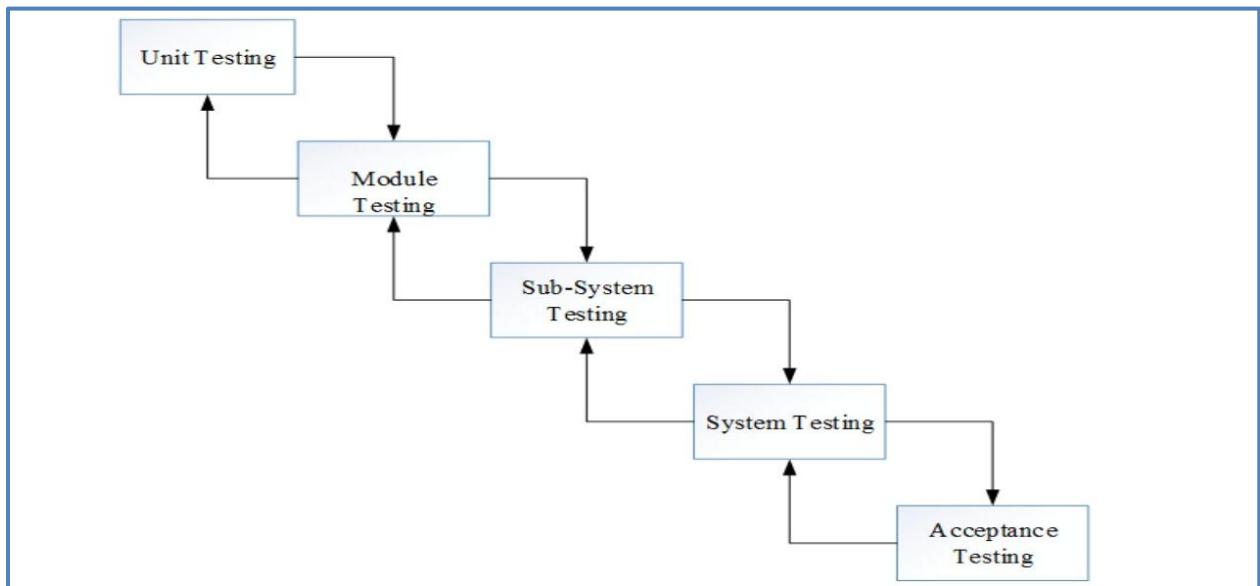 Unit Testing
Module
Testing
Sub-System
Testing
System Testing
Acceptance
Testing